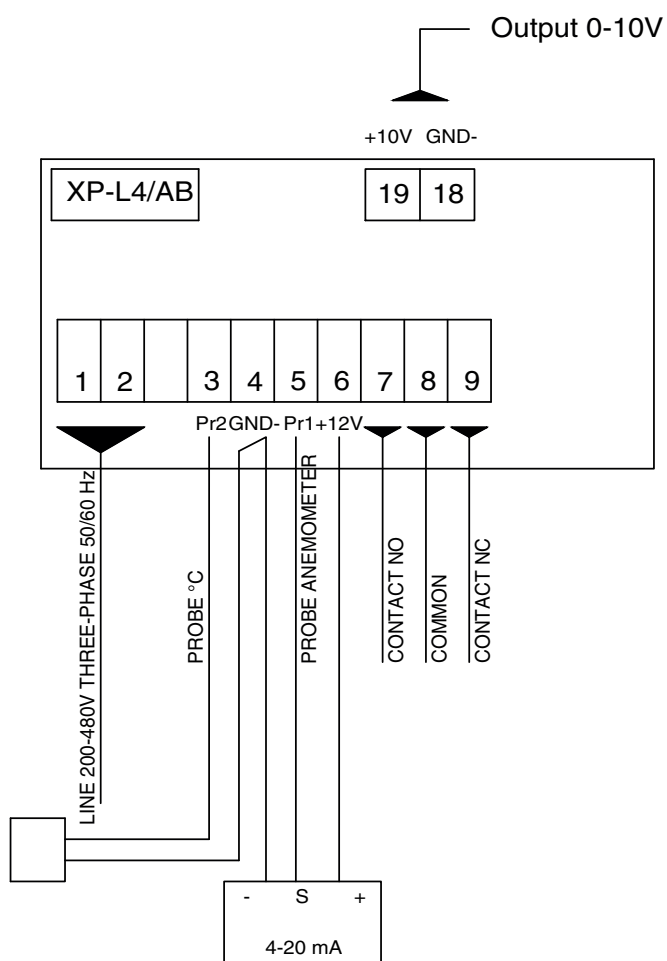 Output 0-10V
+10V GND-
XP-L4/AB
19 18
1 2 3 4 5 6 7 8 9
Pr2 GND- Pr1 +12V
LINE 200-480V THREE-PHASE 50/60 Hz
PROBE °C
PROBE ANEMOMETER
CONTACT NO
COMMON
CONTACT NC
- S +
4-20 mA